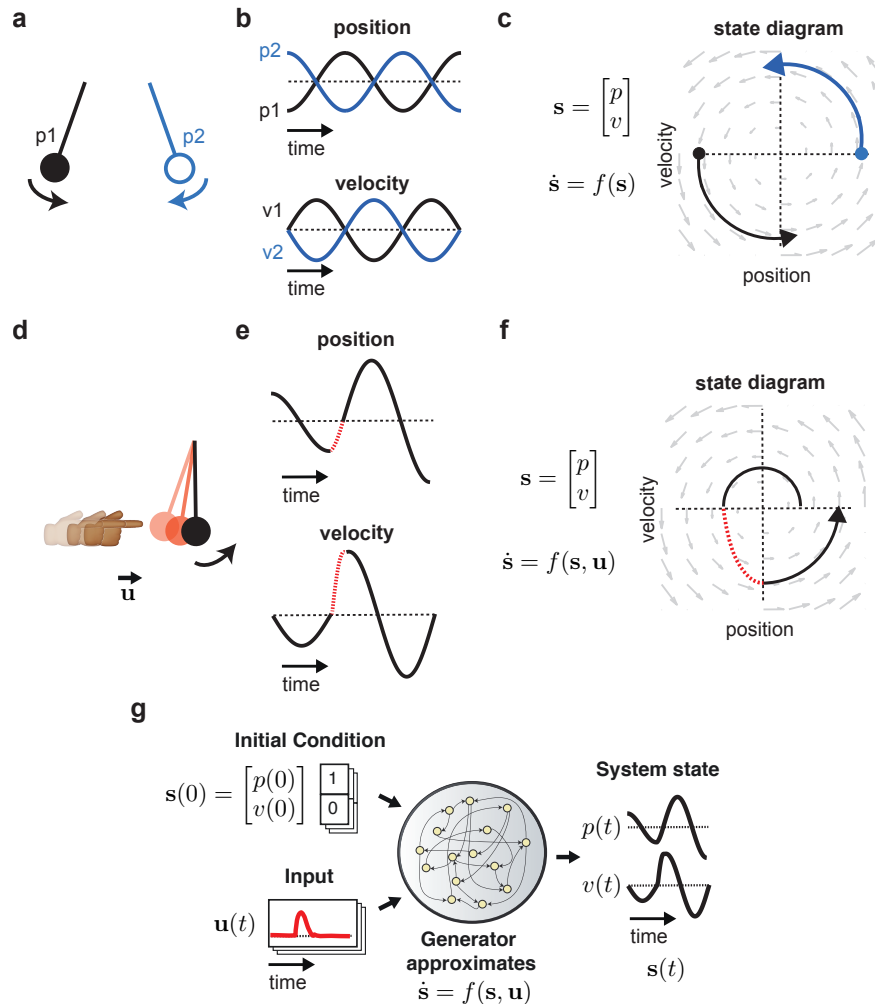 a
p1
p2
b
position
p2
p1
time
velocity
v1
v2
time
c
state diagram
s = [p
v]
ṡ = f(s)
velocity
position
d
u
e
position
time
velocity
time
f
state diagram
s = [p
v]
ṡ = f(s, u)
velocity
position
g
Initial Condition
s(0) = [p(0)
v(0)]
1
0
Input
u(t)
time
Generator
approximates
ṡ = f(s, u)
System state
p(t)
v(t)
time
s(t)